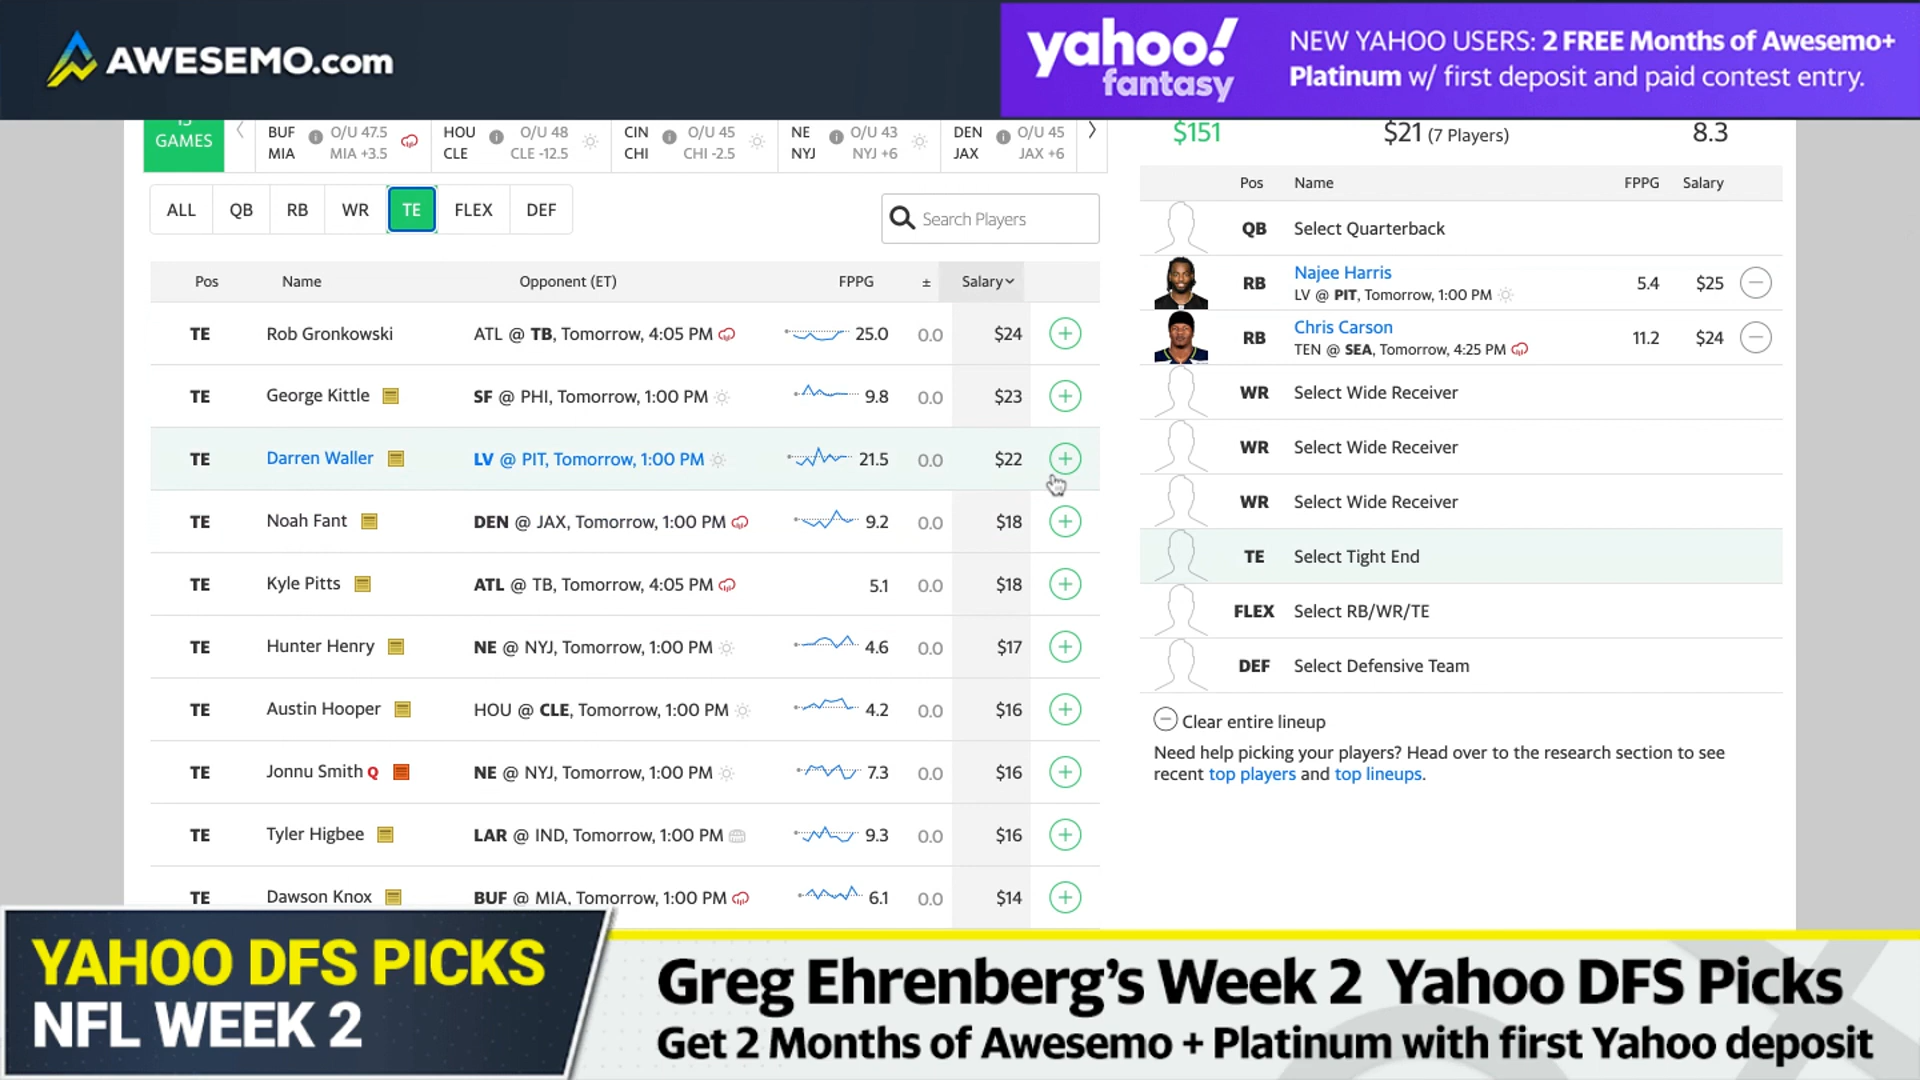 AWESEMO.com
yahoo!
fantasy
NEW YAHOO USERS: 2 FREE Months of Awesemo+
Platinum w/ first deposit and paid contest entry.
GAMES
BUF O/U 47.5
MIA MIA +3.5
HOU O/U 48
CLE CLE -12.5
CIN O/U 45
CHI CHI -2.5
NE O/U 43
NYJ NYJ +6
DEN O/U 45
JAX JAX +6
$151 $21 (7 Players) 8.3
ALL QB RB WR TE FLEX DEF
Search Players
Pos Name Opponent (ET) FPPG ± Salary
TE Rob Gronkowski ATL @ TB, Tomorrow, 4:05 PM 25.0 0.0 $24
TE George Kittle SF @ PHI, Tomorrow, 1:00 PM 9.8 0.0 $23
TE Darren Waller LV @ PIT, Tomorrow, 1:00 PM 21.5 0.0 $22
TE Noah Fant DEN @ JAX, Tomorrow, 1:00 PM 9.2 0.0 $18
TE Kyle Pitts ATL @ TB, Tomorrow, 4:05 PM 5.1 0.0 $18
TE Hunter Henry NE @ NYJ, Tomorrow, 1:00 PM 4.6 0.0 $17
TE Austin Hooper HOU @ CLE, Tomorrow, 1:00 PM 4.2 0.0 $16
TE Jonnu Smith Q NE @ NYJ, Tomorrow, 1:00 PM 7.3 0.0 $16
TE Tyler Higbee LAR @ IND, Tomorrow, 1:00 PM 9.3 0.0 $16
TE Dawson Knox BUF @ MIA, Tomorrow, 1:00 PM 6.1 0.0 $14
Pos Name FPPG Salary
QB Select Quarterback
RB Najee Harris 5.4 $25
LV @ PIT, Tomorrow, 1:00 PM
RB Chris Carson 11.2 $24
TEN @ SEA, Tomorrow, 4:25 PM
WR Select Wide Receiver
WR Select Wide Receiver
WR Select Wide Receiver
TE Select Tight End
FLEX Select RB/WR/TE
DEF Select Defensive Team
Clear entire lineup
Need help picking your players? Head over to the research section to see
recent top players and top lineups.
YAHOO DFS PICKS
NFL WEEK 2
Greg Ehrenberg's Week 2 Yahoo DFS Picks
Get 2 Months of Awesemo + Platinum with first Yahoo deposit